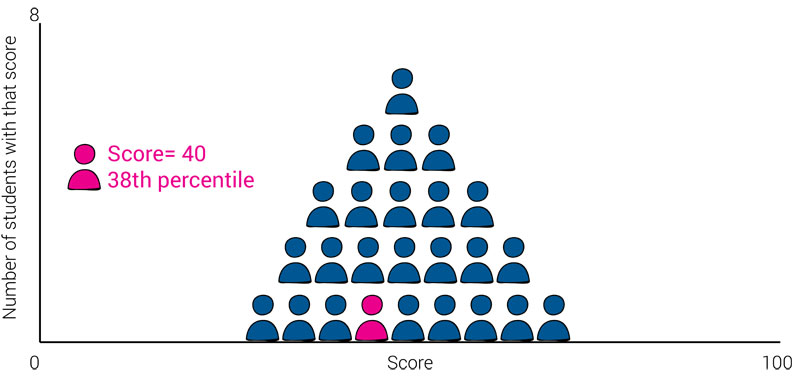 8
Number of students with that score
Score= 40
38th percentile
0
Score
100